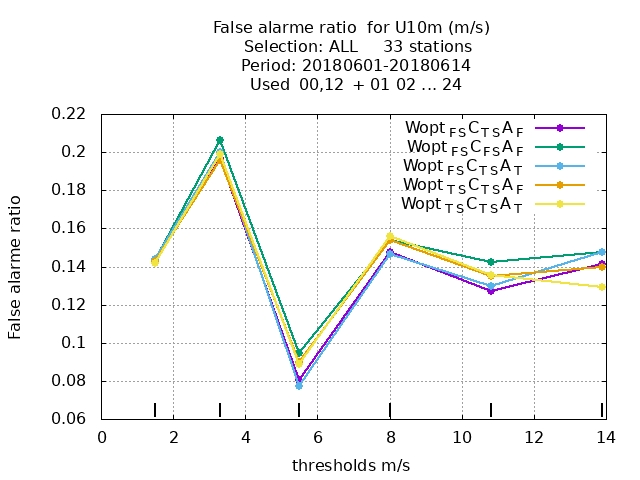 False alarme ratio  for U10m (m/s)
Selection: ALL     33 stations
Period: 20180601-20180614
Used  00,12  + 01 02 ... 24
0.22
0.2
0.18
0.16
0.14
0.12
0.1
0.08
0.06
False alarme ratio
Wopt FS C TS A F
Wopt FS C FS A F
Wopt FS C TS A T
Wopt TS C TS A F
Wopt TS C TS A T
0 2 4 6 8 10 12 14
thresholds m/s